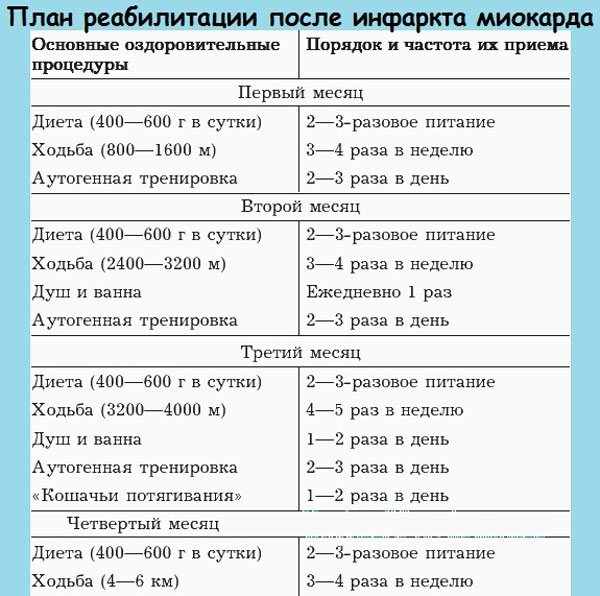 План реабилитации после инфаркта миокарда
Основные оздоровительные процедуры Порядок и частота их приема
Первый месяц
Диета (400—600 г в сутки) 2—3-разовое питание
Ходьба (800—1600 м) 3—4 раза в неделю
Аутогенная тренировка 2—3 раза в день
Второй месяц
Диета (400—600 г в сутки) 2—3-разовое питание
Ходьба (2400—3200 м) 3—4 раза в неделю
Душ и ванна Ежедневно 1 раз
Аутогенная тренировка 2—3 раза в день
Третий месяц
Диета (400—600 г в сутки) 2—3-разовое питание
Ходьба (3200—4000 м) 4—5 раз в неделю
Душ и ванна 1—2 раза в день
Аутогенная тренировка 2—3 раза в день
«Кошачьи потягивания» 1—2 раза в день
Четвертый месяц
Диета (400—600 г в сутки) 2—3-разовое питание
Ходьба (4—6 км) 3—4 раза в неделю